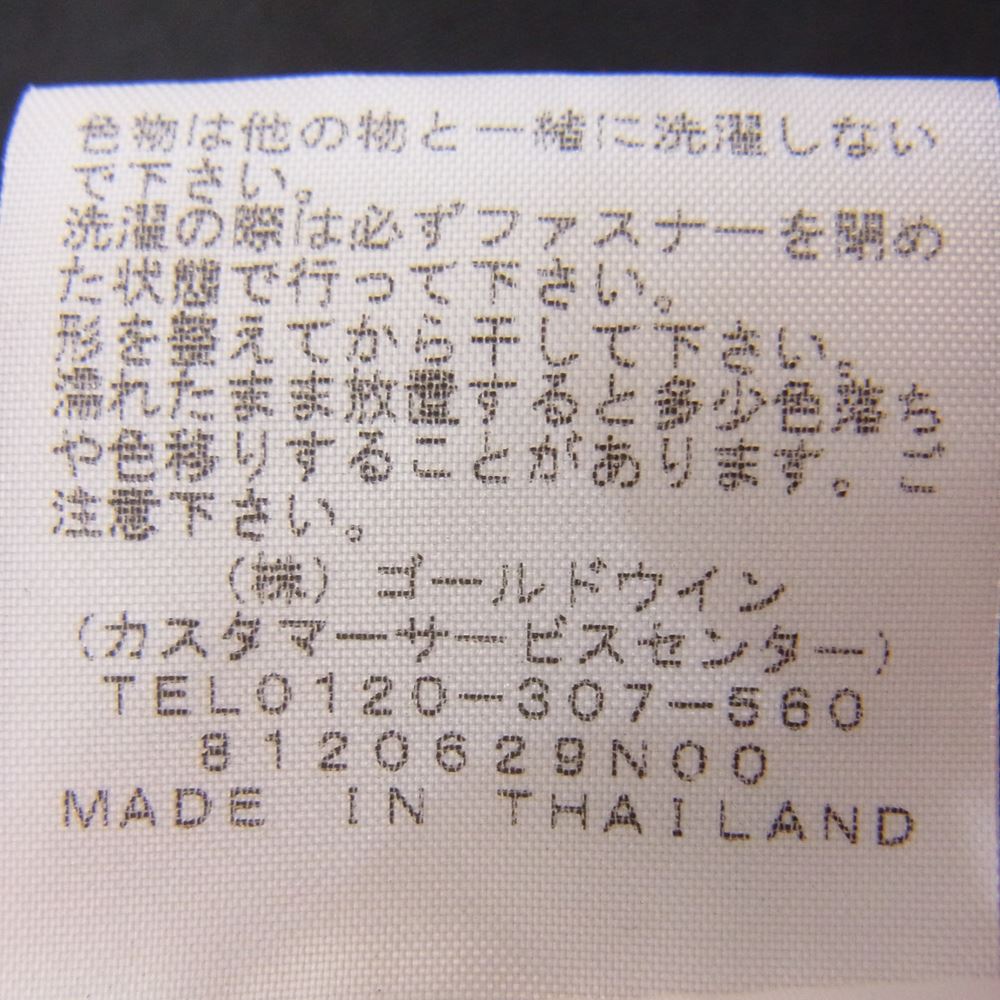 色物は他の物と一緒に洗濯しない
で下さい。
洗濯の際は必ずファスナーを閉め
た状態で行って下さい。
形を整えてから干して下さい。
濡れたまま放置すると多少色落ち
や色移りすることがあります。ご
注意下さい。
(株) ゴールドウイン
(カスタマーサービスセンター)
TEL0120-307-560
8120629N00
MADE IN THAILAND